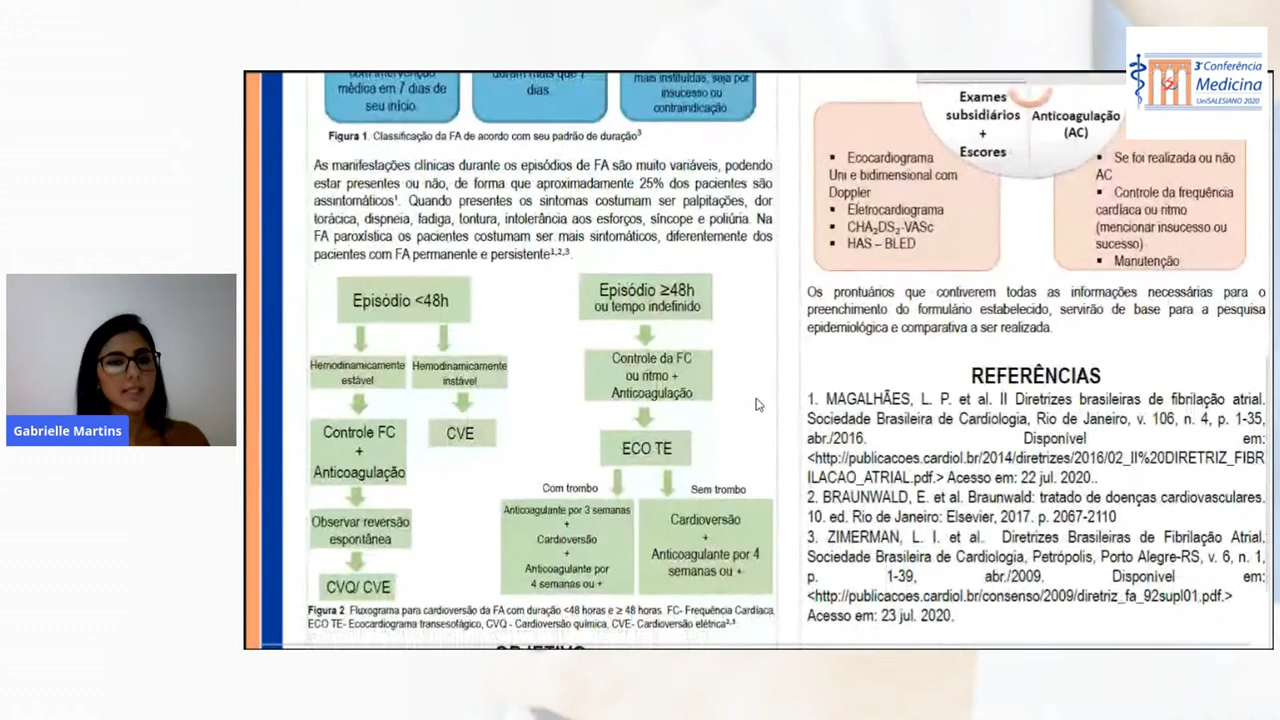 3ª Conferência
Medicina
UniSALESIANO 2020
Gabrielle Martins
com intervenção
médica em 7 dias de
seu início
duram mais que 7
dias
mais instituídas, seja por
insucesso ou
contraindicação
Figura 1. Classificação da FA de acordo com seu padrão de duração³
As manifestações clínicas durante os episódios de FA são muito variáveis, podendo
estar presentes ou não, de forma que aproximadamente 25% dos pacientes são
assintomáticos¹. Quando presentes os sintomas costumam ser palpitações, dor
torácica, dispneia, fadiga, tontura, intolerância aos esforços, síncope e poliúria. Na
FA paroxística os pacientes costumam ser mais sintomáticos, diferentemente dos
pacientes com FA permanente e persistente¹,²,³.
Episódio <48h
Hemodinamicamente
estável
Hemodinamicamente
instável
Controle FC
+
Anticoagulação
CVE
Observar reversão
espontânea
CVQ/ CVE
Episódio ≥48h
ou tempo indefinido
Controle da FC
ou ritmo +
Anticoagulação
ECO TE
Com trombo
Sem trombo
Anticoagulante por 3 semanas
+
Cardioversão
+
Anticoagulante por
4 semanas ou +
Cardioversão
+
Anticoagulante por 4
semanas ou +
Figura 2. Fluxograma para cardioversão da FA com duração <48 horas e ≥ 48 horas. FC- Frequência Cardíaca,
ECO TE- Ecocardiograma transesofágico, CVQ - Cardioversão química, CVE- Cardioversão elétrica²,³
OBJETIVO
Exames
subsidiários
+
Escores
Anticoagulação
(AC)
▪ Ecocardiograma
Uni e bidimensional com
Doppler
▪ Eletrocardiograma
▪ CHA₂DS₂-VASc
▪ HAS – BLED
▪ Se foi realizada ou não
AC
▪ Controle da frequência
cardíaca ou ritmo
(mencionar insucesso ou
sucesso)
▪ Manutenção
Os prontuários que contiverem todas as informações necessárias para o
preenchimento do formulário estabelecido, servirão de base para a pesquisa
epidemiológica e comparativa a ser realizada.
REFERÊNCIAS
1. MAGALHÃES, L. P. et al. II Diretrizes brasileiras de fibrilação atrial.
Sociedade Brasileira de Cardiologia, Rio de Janeiro, v. 106, n. 4, p. 1-35,
abr./2016. Disponível em:
<http://publicacoes.cardiol.br/2014/diretrizes/2016/02_II%20DIRETRIZ_FIBR
ILACAO_ATRIAL.pdf.> Acesso em: 22 jul. 2020..
2. BRAUNWALD, E. et al. Braunwald: tratado de doenças cardiovasculares.
10. ed. Rio de Janeiro: Elsevier, 2017. p. 2067-2110
3. ZIMERMAN, L. I. et al. Diretrizes Brasileiras de Fibrilação Atrial,
Sociedade Brasileira de Cardiologia, Petrópolis, Porto Alegre-RS, v. 6, n. 1,
p. 1-39, abr./2009. Disponivel em:
<http://publicacoes.cardiol.br/consenso/2009/diretriz_fa_92supl01.pdf.>
Acesso em: 23 jul. 2020.